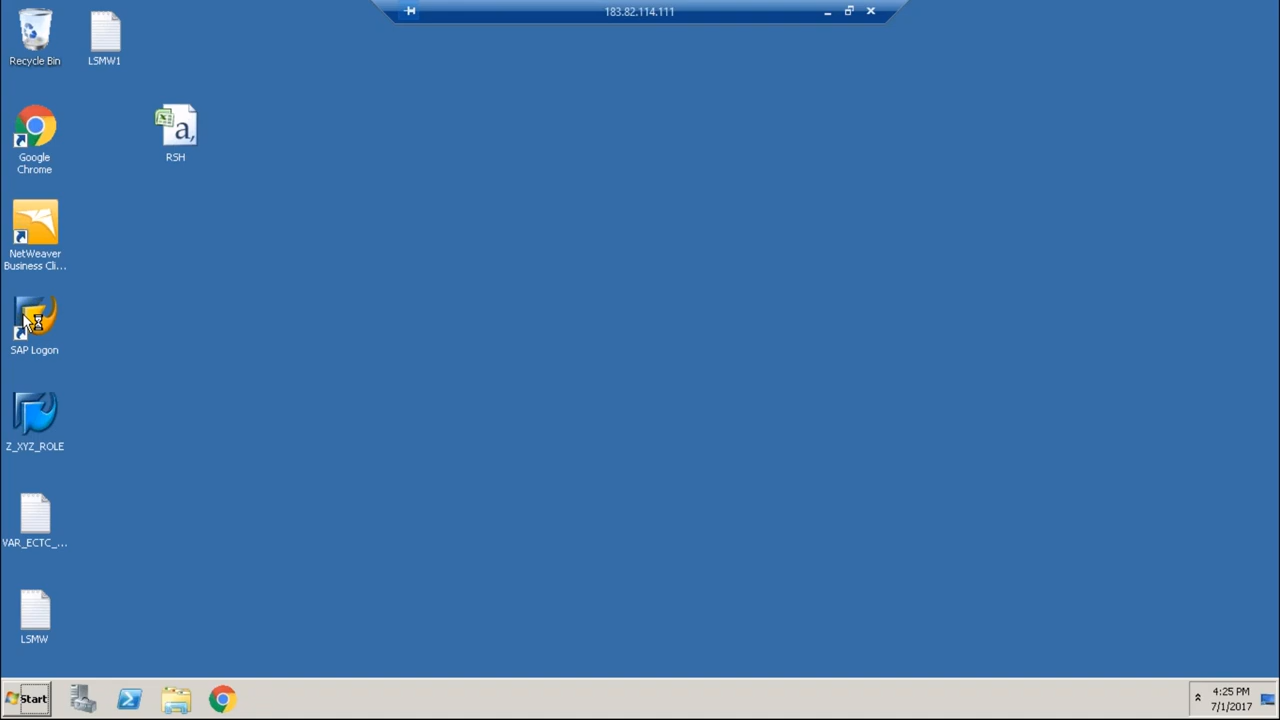 183.82.114.111
Recycle Bin
LSMW1
Google
Chrome
RSH
NetWeaver
Business Cli...
SAP Logon
Z_XYZ_ROLE
VAR_ECTC_...
LSMW
Start
4:25 PM
7/1/2017